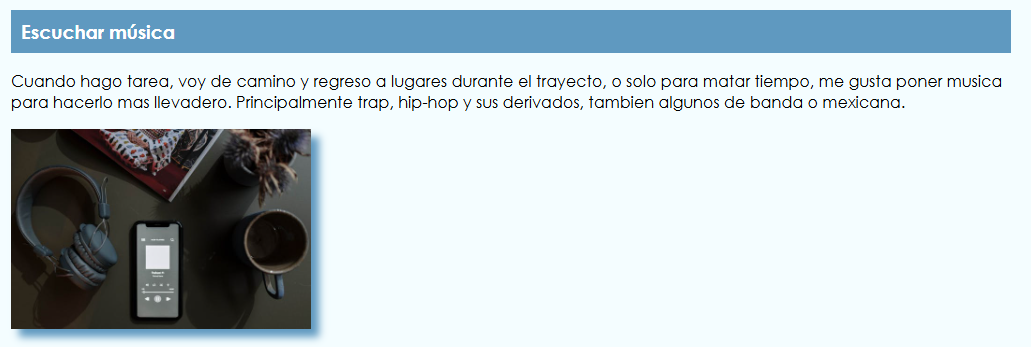 Escuchar música
Cuando hago tarea, voy de camino y regreso a lugares durante el trayecto, o solo para matar tiempo, me gusta poner musica
para hacerlo mas llevadero. Principalmente trap, hip-hop y sus derivados, tambien algunos de banda o mexicana.